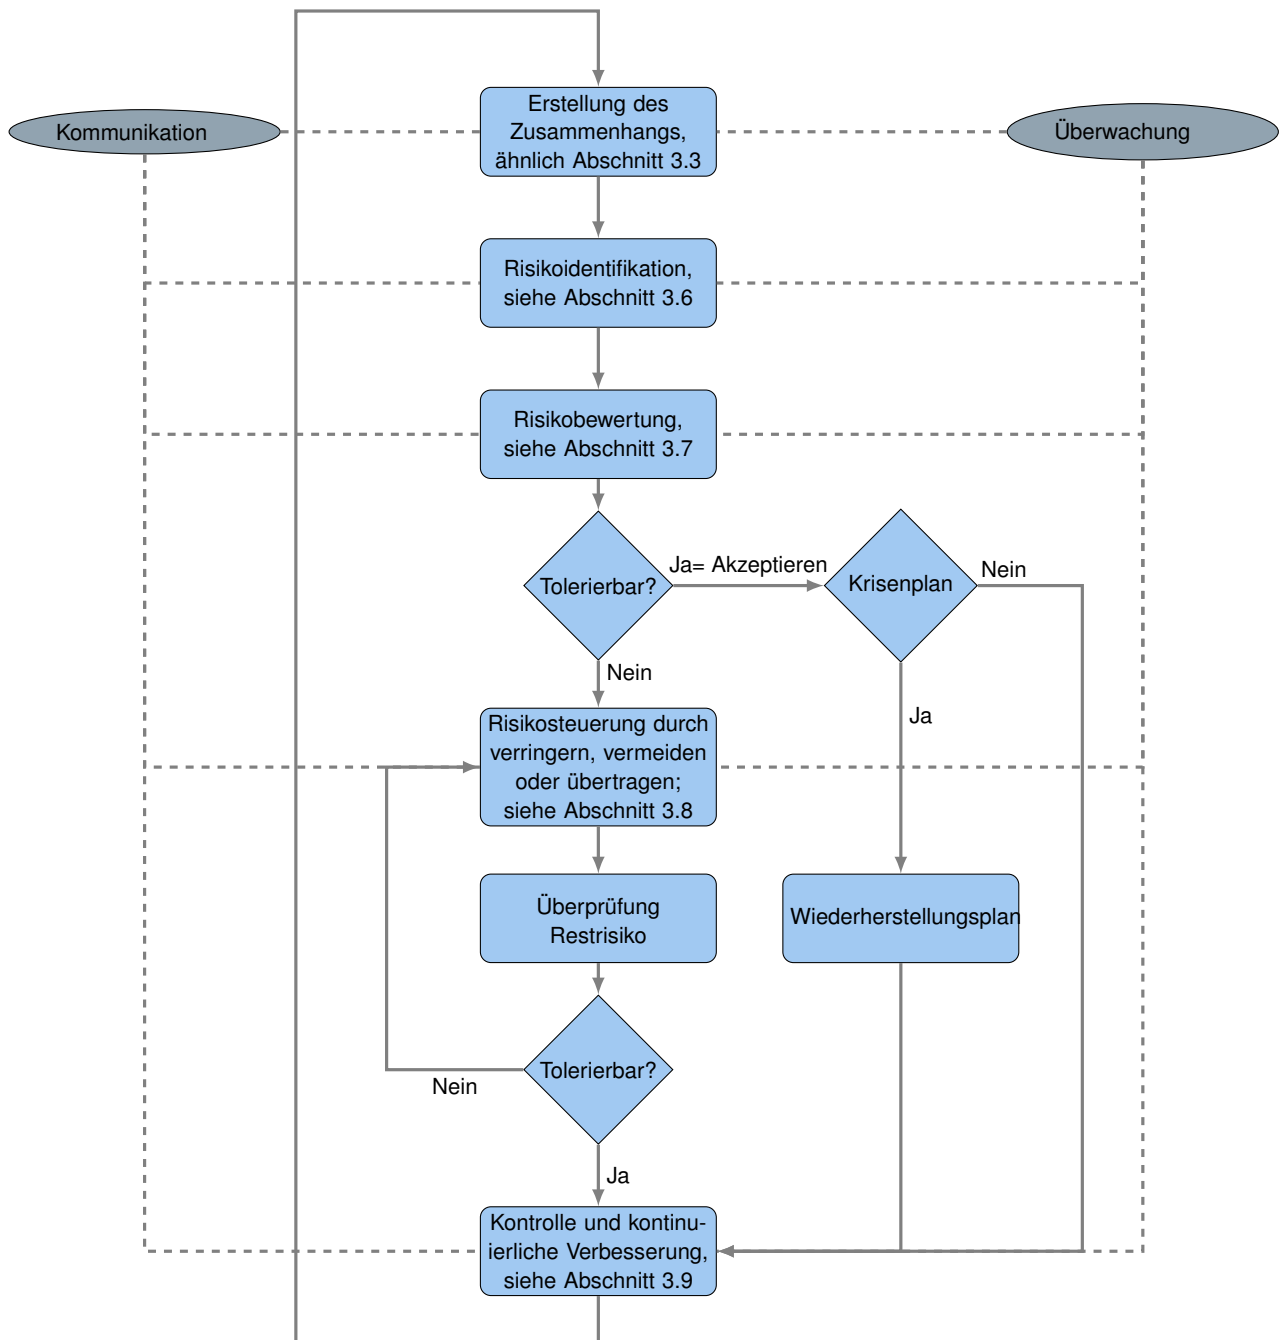 Erstellung des
Zusammenhangs,
ähnlich Abschnitt 3.3
Kommunikation
Überwachung
Risikoidentifikation,
siehe Abschnitt 3.6
Risikobewertung,
siehe Abschnitt 3.7
Tolerierbar?
Ja= Akzeptieren
Krisenplan
Nein
Nein
Ja
Risikosteuerung durch
verringern, vermeiden
oder übertragen;
siehe Abschnitt 3.8
Überprüfung
Restrisiko
Wiederherstellungsplan
Tolerierbar?
Nein
Ja
Kontrolle und kontinu-
ierliche Verbesserung,
siehe Abschnitt 3.9